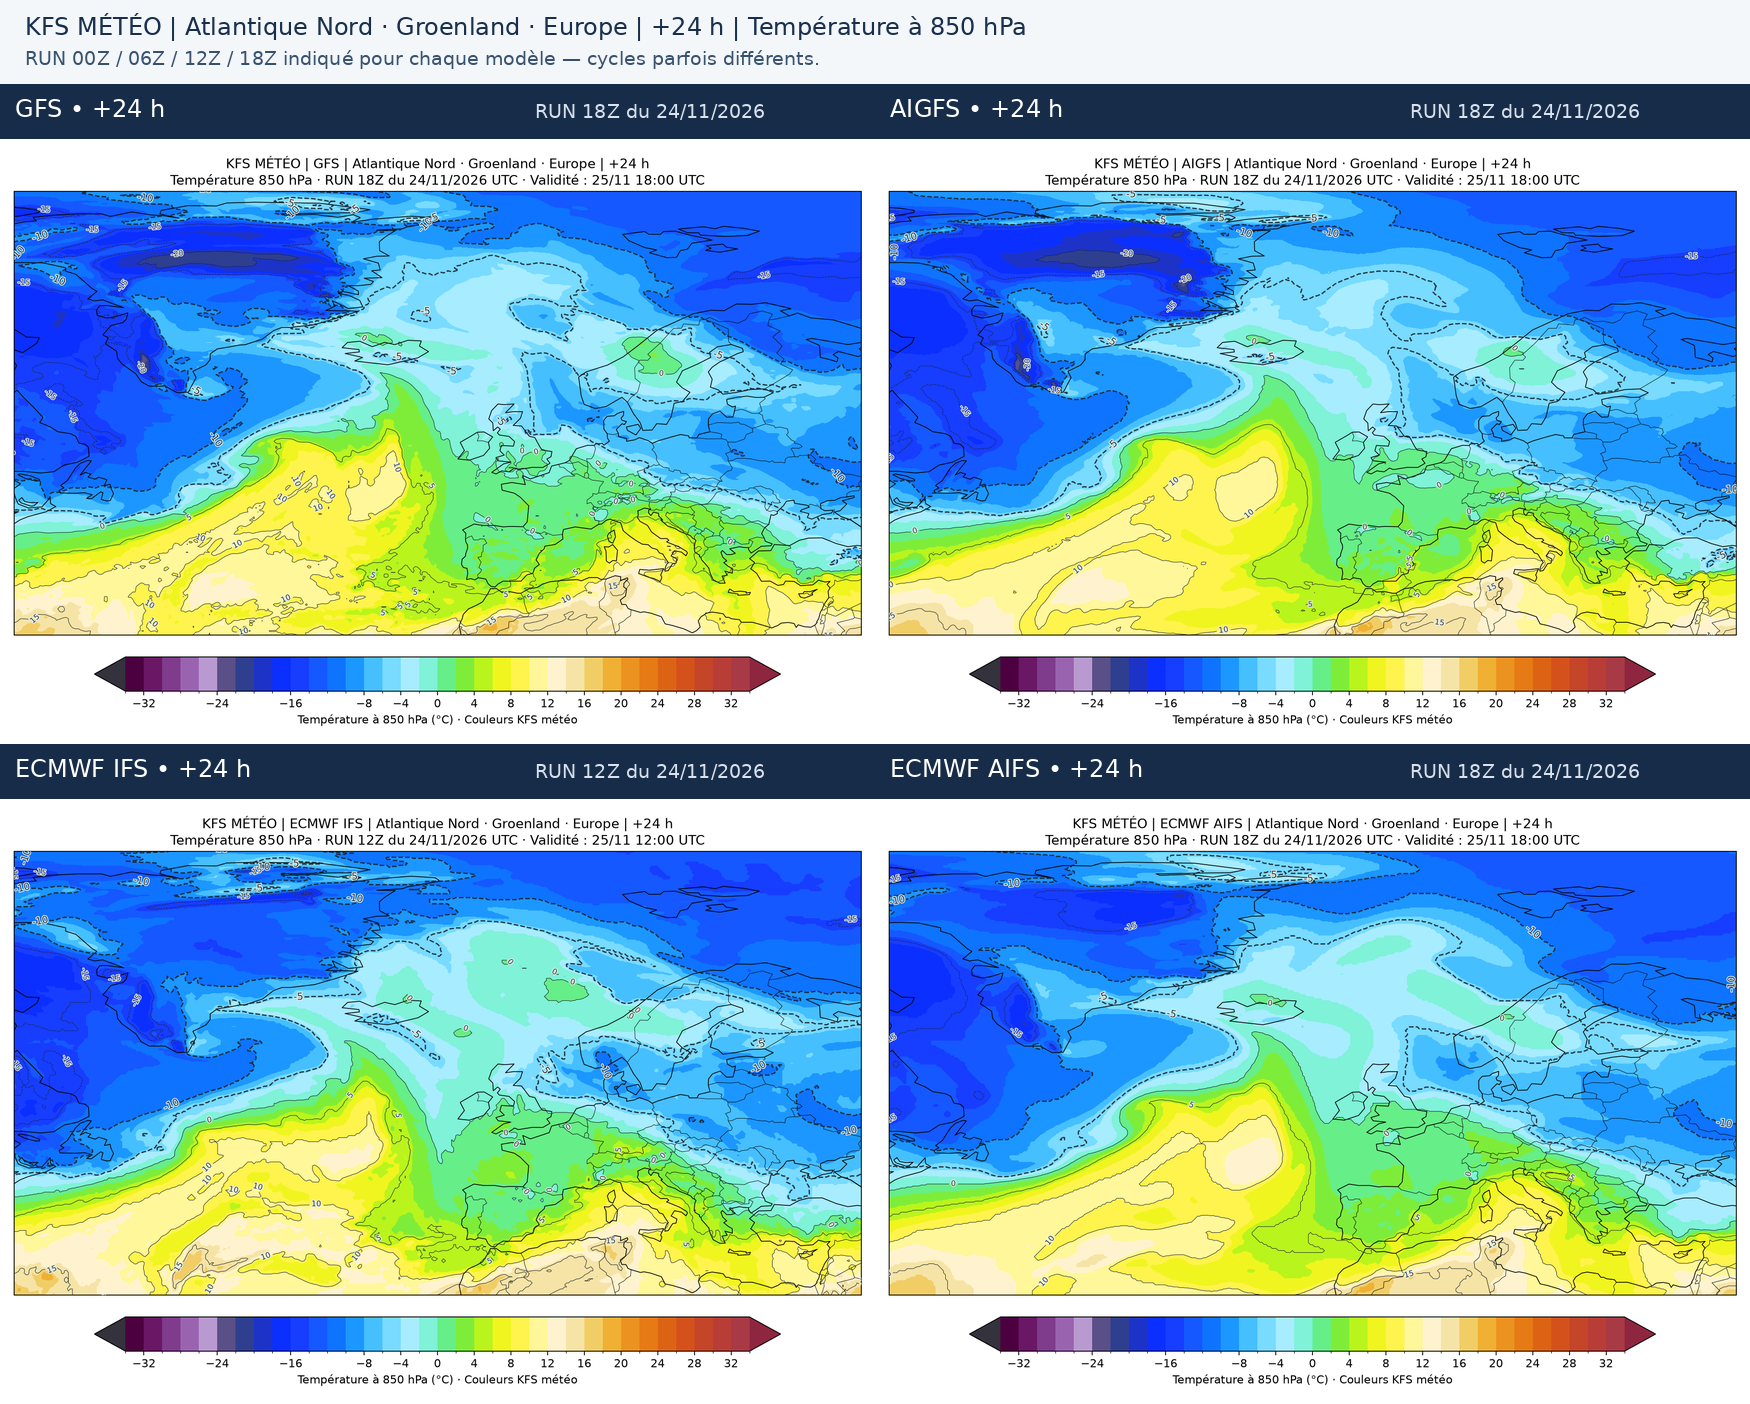 KFS MÉTÉO | Atlantique Nord · Groenland · Europe | +24 h | Température à 850 hPa
RUN 00Z / 06Z / 12Z / 18Z indiqué pour chaque modèle — cycles parfois différents.
GFS • +24 h
RUN 18Z du 24/11/2026
AIGFS • +24 h
RUN 18Z du 24/11/2026
KFS MÉTÉO | GFS | Atlantique Nord · Groenland · Europe | +24 h
Température 850 hPa · RUN 18Z du 24/11/2026 UTC · Validité : 25/11 18:00 UTC
KFS MÉTÉO | AIGFS | Atlantique Nord · Groenland · Europe | +24 h
Température 850 hPa · RUN 18Z du 24/11/2026 UTC · Validité : 25/11 18:00 UTC
−32 −24 −16 −8 −4 0 4 8 12 16 20 24 28 32
Température à 850 hPa (°C) · Couleurs KFS météo
−32 −24 −16 −8 −4 0 4 8 12 16 20 24 28 32
Température à 850 hPa (°C) · Couleurs KFS météo
ECMWF IFS • +24 h
RUN 12Z du 24/11/2026
ECMWF AIFS • +24 h
RUN 18Z du 24/11/2026
KFS MÉTÉO | ECMWF IFS | Atlantique Nord · Groenland · Europe | +24 h
Température 850 hPa · RUN 12Z du 24/11/2026 UTC · Validité : 25/11 12:00 UTC
KFS MÉTÉO | ECMWF AIFS | Atlantique Nord · Groenland · Europe | +24 h
Température 850 hPa · RUN 18Z du 24/11/2026 UTC · Validité : 25/11 18:00 UTC
−32 −24 −16 −8 −4 0 4 8 12 16 20 24 28 32
Température à 850 hPa (°C) · Couleurs KFS météo
−32 −24 −16 −8 −4 0 4 8 12 16 20 24 28 32
Température à 850 hPa (°C) · Couleurs KFS météo